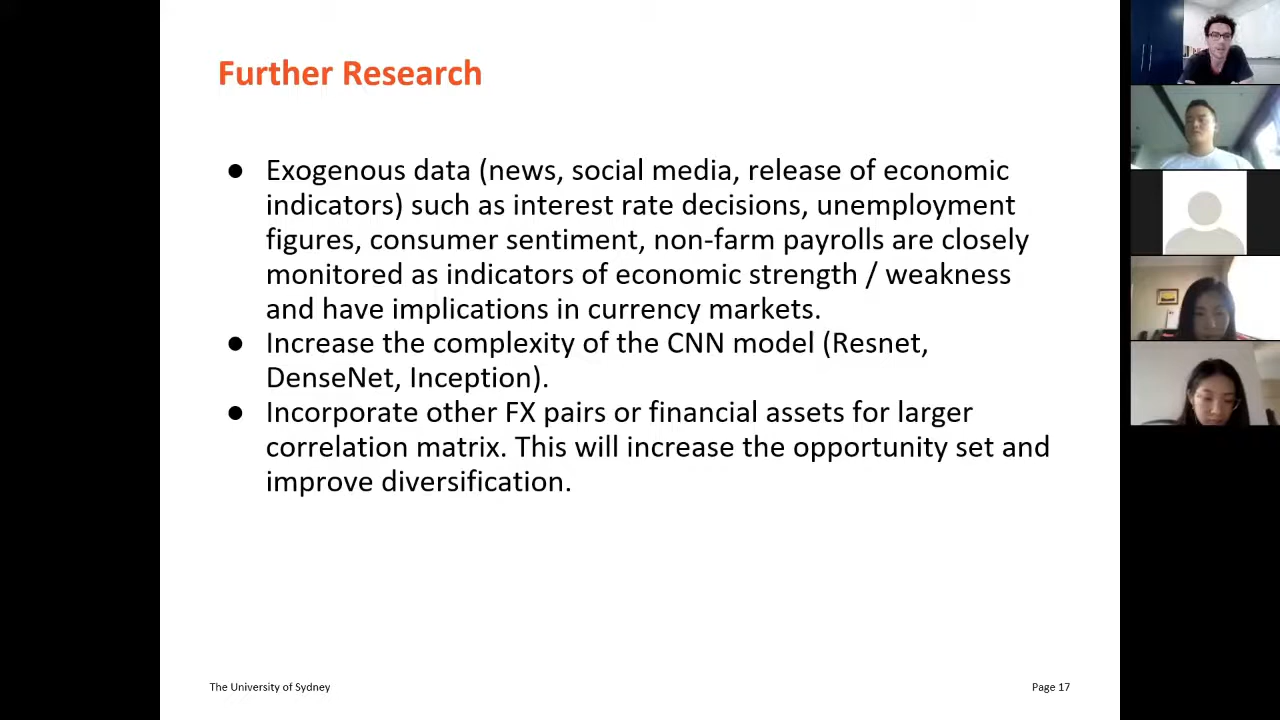 Further Research
● Exogenous data (news, social media, release of economic
indicators) such as interest rate decisions, unemployment
figures, consumer sentiment, non-farm payrolls are closely
monitored as indicators of economic strength / weakness
and have implications in currency markets.
● Increase the complexity of the CNN model (Resnet,
DenseNet, Inception).
● Incorporate other FX pairs or financial assets for larger
correlation matrix. This will increase the opportunity set and
improve diversification.
The University of Sydney
Page 17